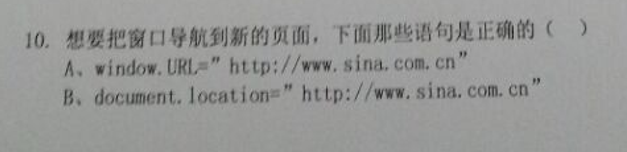 10. 想要把窗口导航到新的页面，下面那些语句是正确的（　）
A、window.URL=”http://www.sina.com.cn”
B、document.location=”http://www.sina.com.cn”